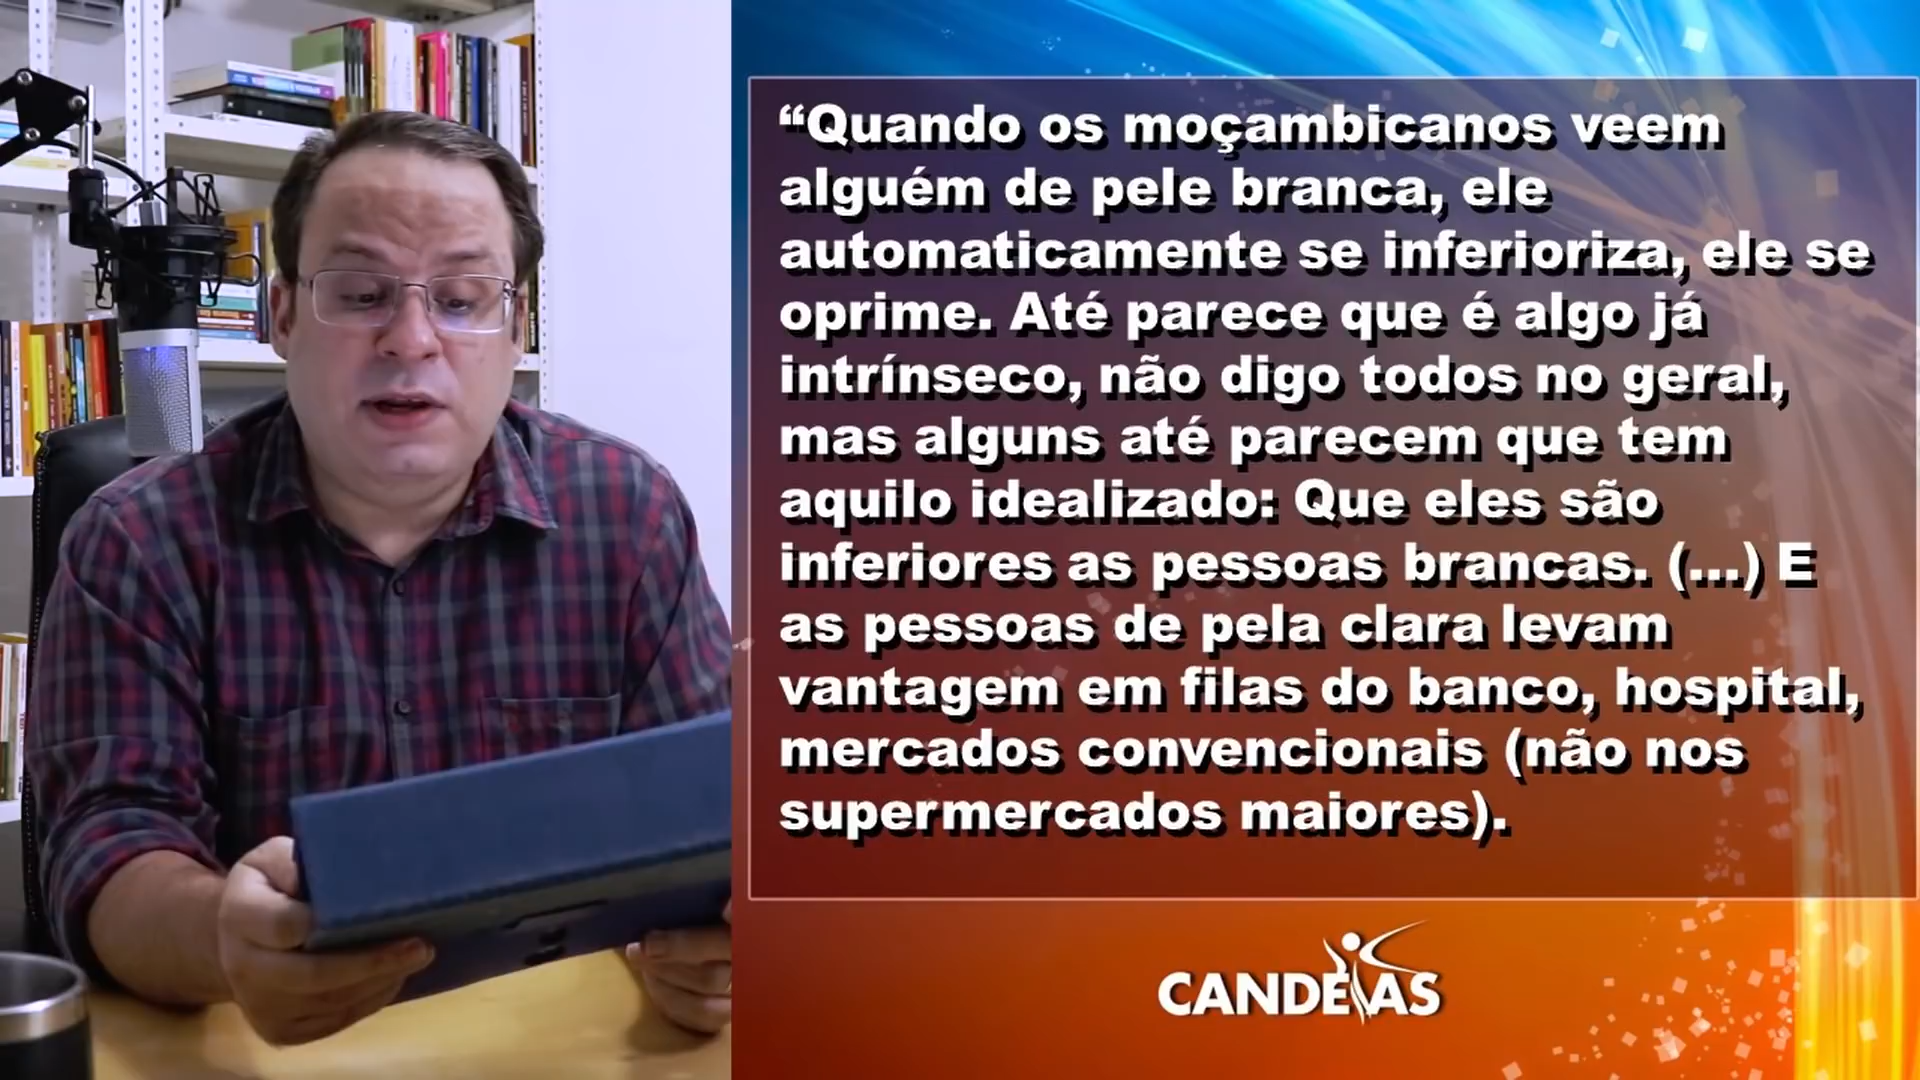 “Quando os moçambicanos veem
alguém de pele branca, ele
automaticamente se inferioriza, ele se
oprime. Até parece que é algo já
intrínseco, não digo todos no geral,
mas alguns até parecem que tem
aquilo idealizado: Que eles são
inferiores as pessoas brancas. (...) E
as pessoas de pela clara levam
vantagem em filas do banco, hospital,
mercados convencionais (não nos
supermercados maiores).
CANDEIAS